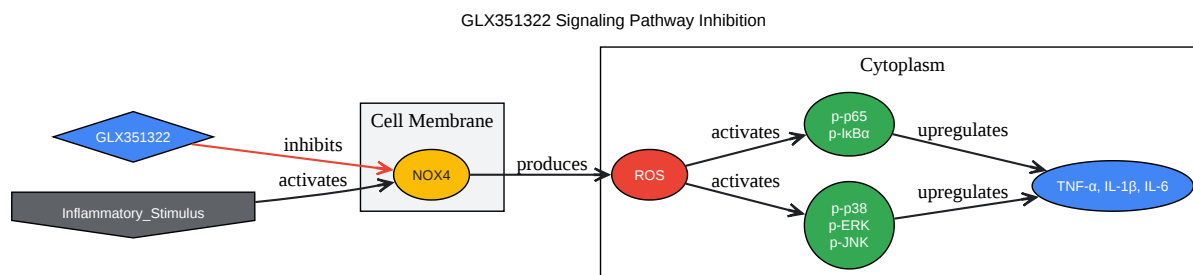 GLX351322 Signaling Pathway Inhibition
Cytoplasm
Cell Membrane
GLX351322
inhibits
activates
Inflammatory_Stimulus
NOX4
produces
ROS
activates
activates
p-p65
p-IκBα
p-p38
p-ERK
p-JNK
upregulates
upregulates
TNF-α, IL-1β, IL-6